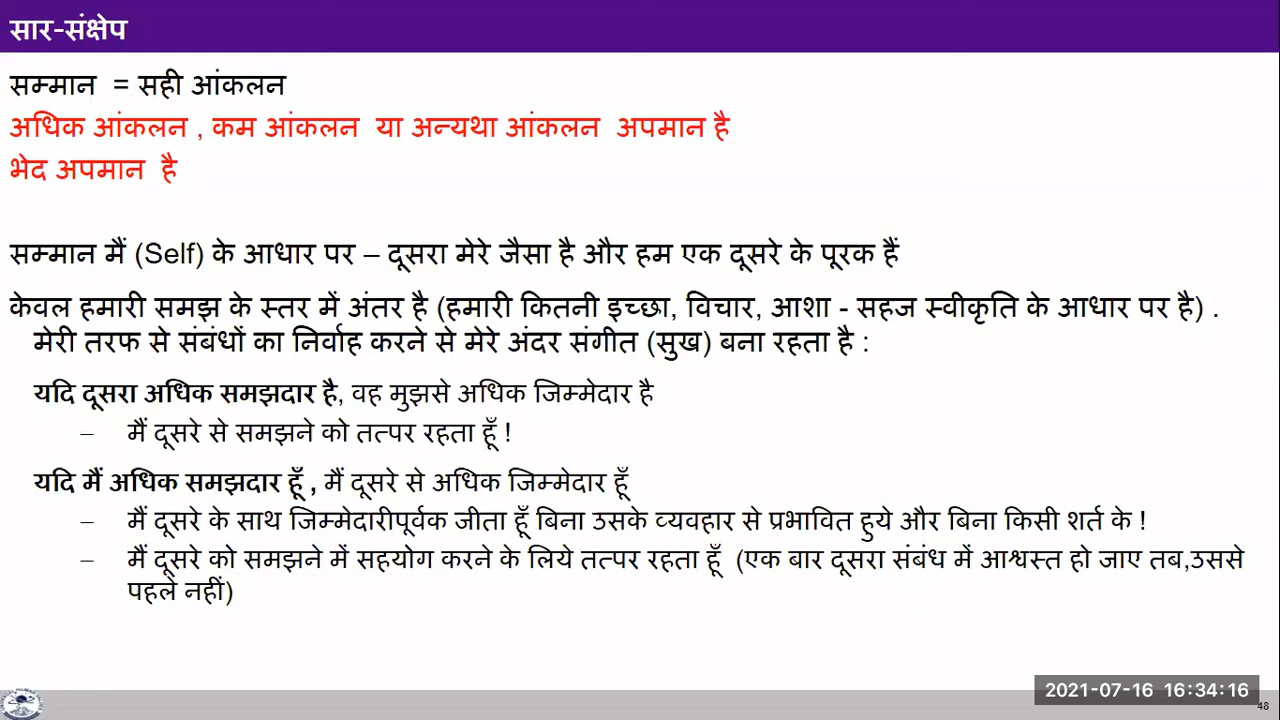 सार-संक्षेप
सम्मान = सही आंकलन
अधिक आंकलन , कम आंकलन या अन्यथा आंकलन अपमान है
भेद अपमान है
सम्मान मैं (Self) के आधार पर – दूसरा मेरे जैसा है और हम एक दूसरे के पूरक हैं
केवल हमारी समझ के स्तर में अंतर है (हमारी कितनी इच्छा, विचार, आशा - सहज स्वीकृति के आधार पर है) .
मेरी तरफ से संबंधों का निर्वाह करने से मेरे अंदर संगीत (सुख) बना रहता है :
यदि दूसरा अधिक समझदार है, वह मुझसे अधिक जिम्मेदार है
– मैं दूसरे से समझने को तत्पर रहता हूँ !
यदि मैं अधिक समझदार हूँ , मैं दूसरे से अधिक जिम्मेदार हूँ
– मैं दूसरे के साथ जिम्मेदारीपूर्वक जीता हूँ बिना उसके व्यवहार से प्रभावित हुये और बिना किसी शर्त के !
– मैं दूसरे को समझने में सहयोग करने के लिये तत्पर रहता हूँ (एक बार दूसरा संबंध में आश्वस्त हो जाए तब,उससे
पहले नहीं)
2021-07-16 16:34:16
48